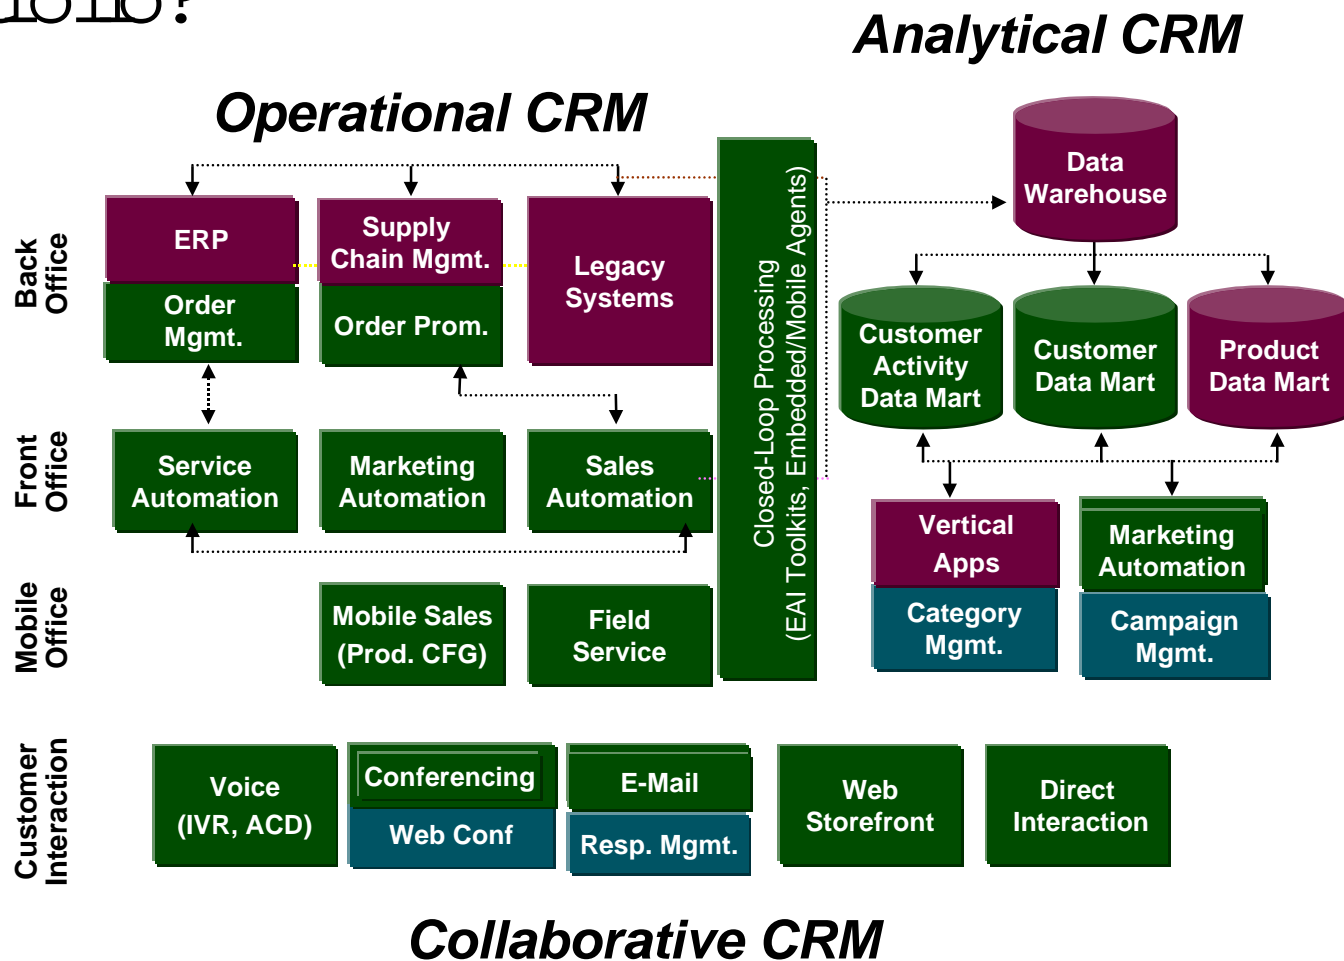 Analytical CRM
Operational CRM
Back
Office
ERP
Order
Mgmt.
Supply
Chain Mgmt.
Order Prom.
Legacy
Systems
Closed-Loop Processing
(EAI Toolkits, Embedded/Mobile Agents)
Data
Warehouse
Customer
Activity
Data Mart
Customer
Data Mart
Product
Data Mart
Front
Office
Service
Automation
Marketing
Automation
Sales
Automation
Vertical
Apps
Category
Mgmt.
Marketing
Automation
Campaign
Mgmt.
Mobile
Office
Mobile Sales
(Prod. CFG)
Field
Service
Customer
Interaction
Voice
(IVR, ACD)
Conferencing
Web Conf
E-Mail
Resp. Mgmt.
Web
Storefront
Direct
Interaction
Collaborative CRM